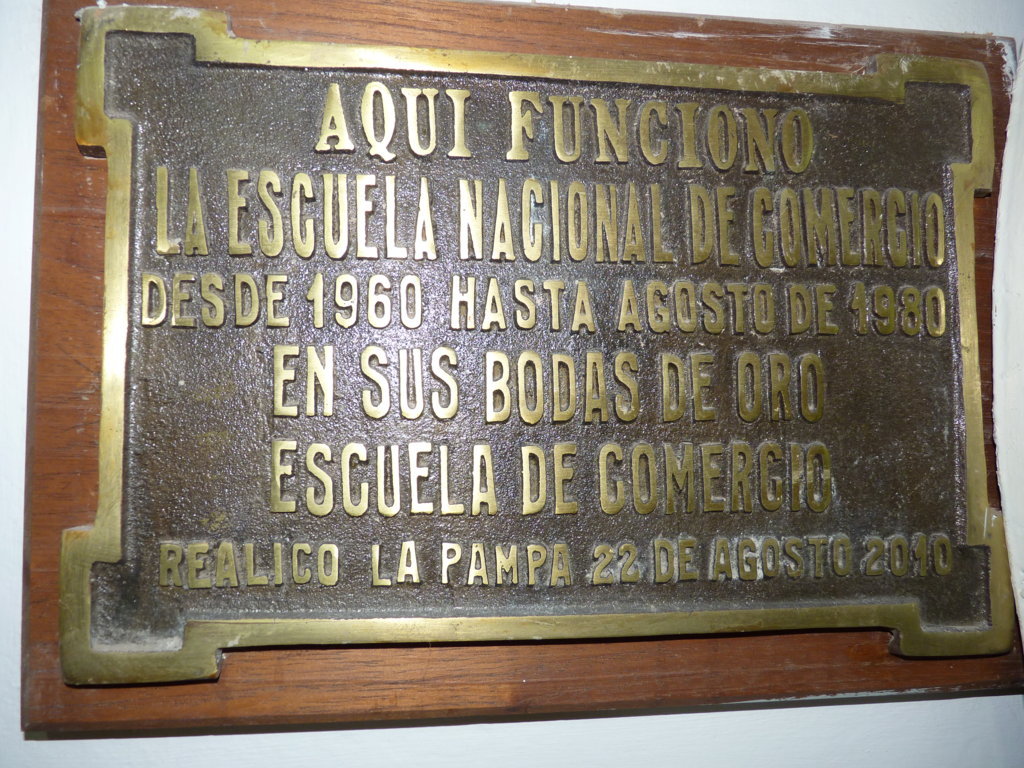 AQUI FUNCIONO
LA ESCUELA NACIONAL DE COMERCIO
DESDE 1960 HASTA AGOSTO DE 1980
EN SUS BODAS DE ORO
ESCUELA DE COMERCIO
REALICO LA PAMPA 22 DE AGOSTO 2010